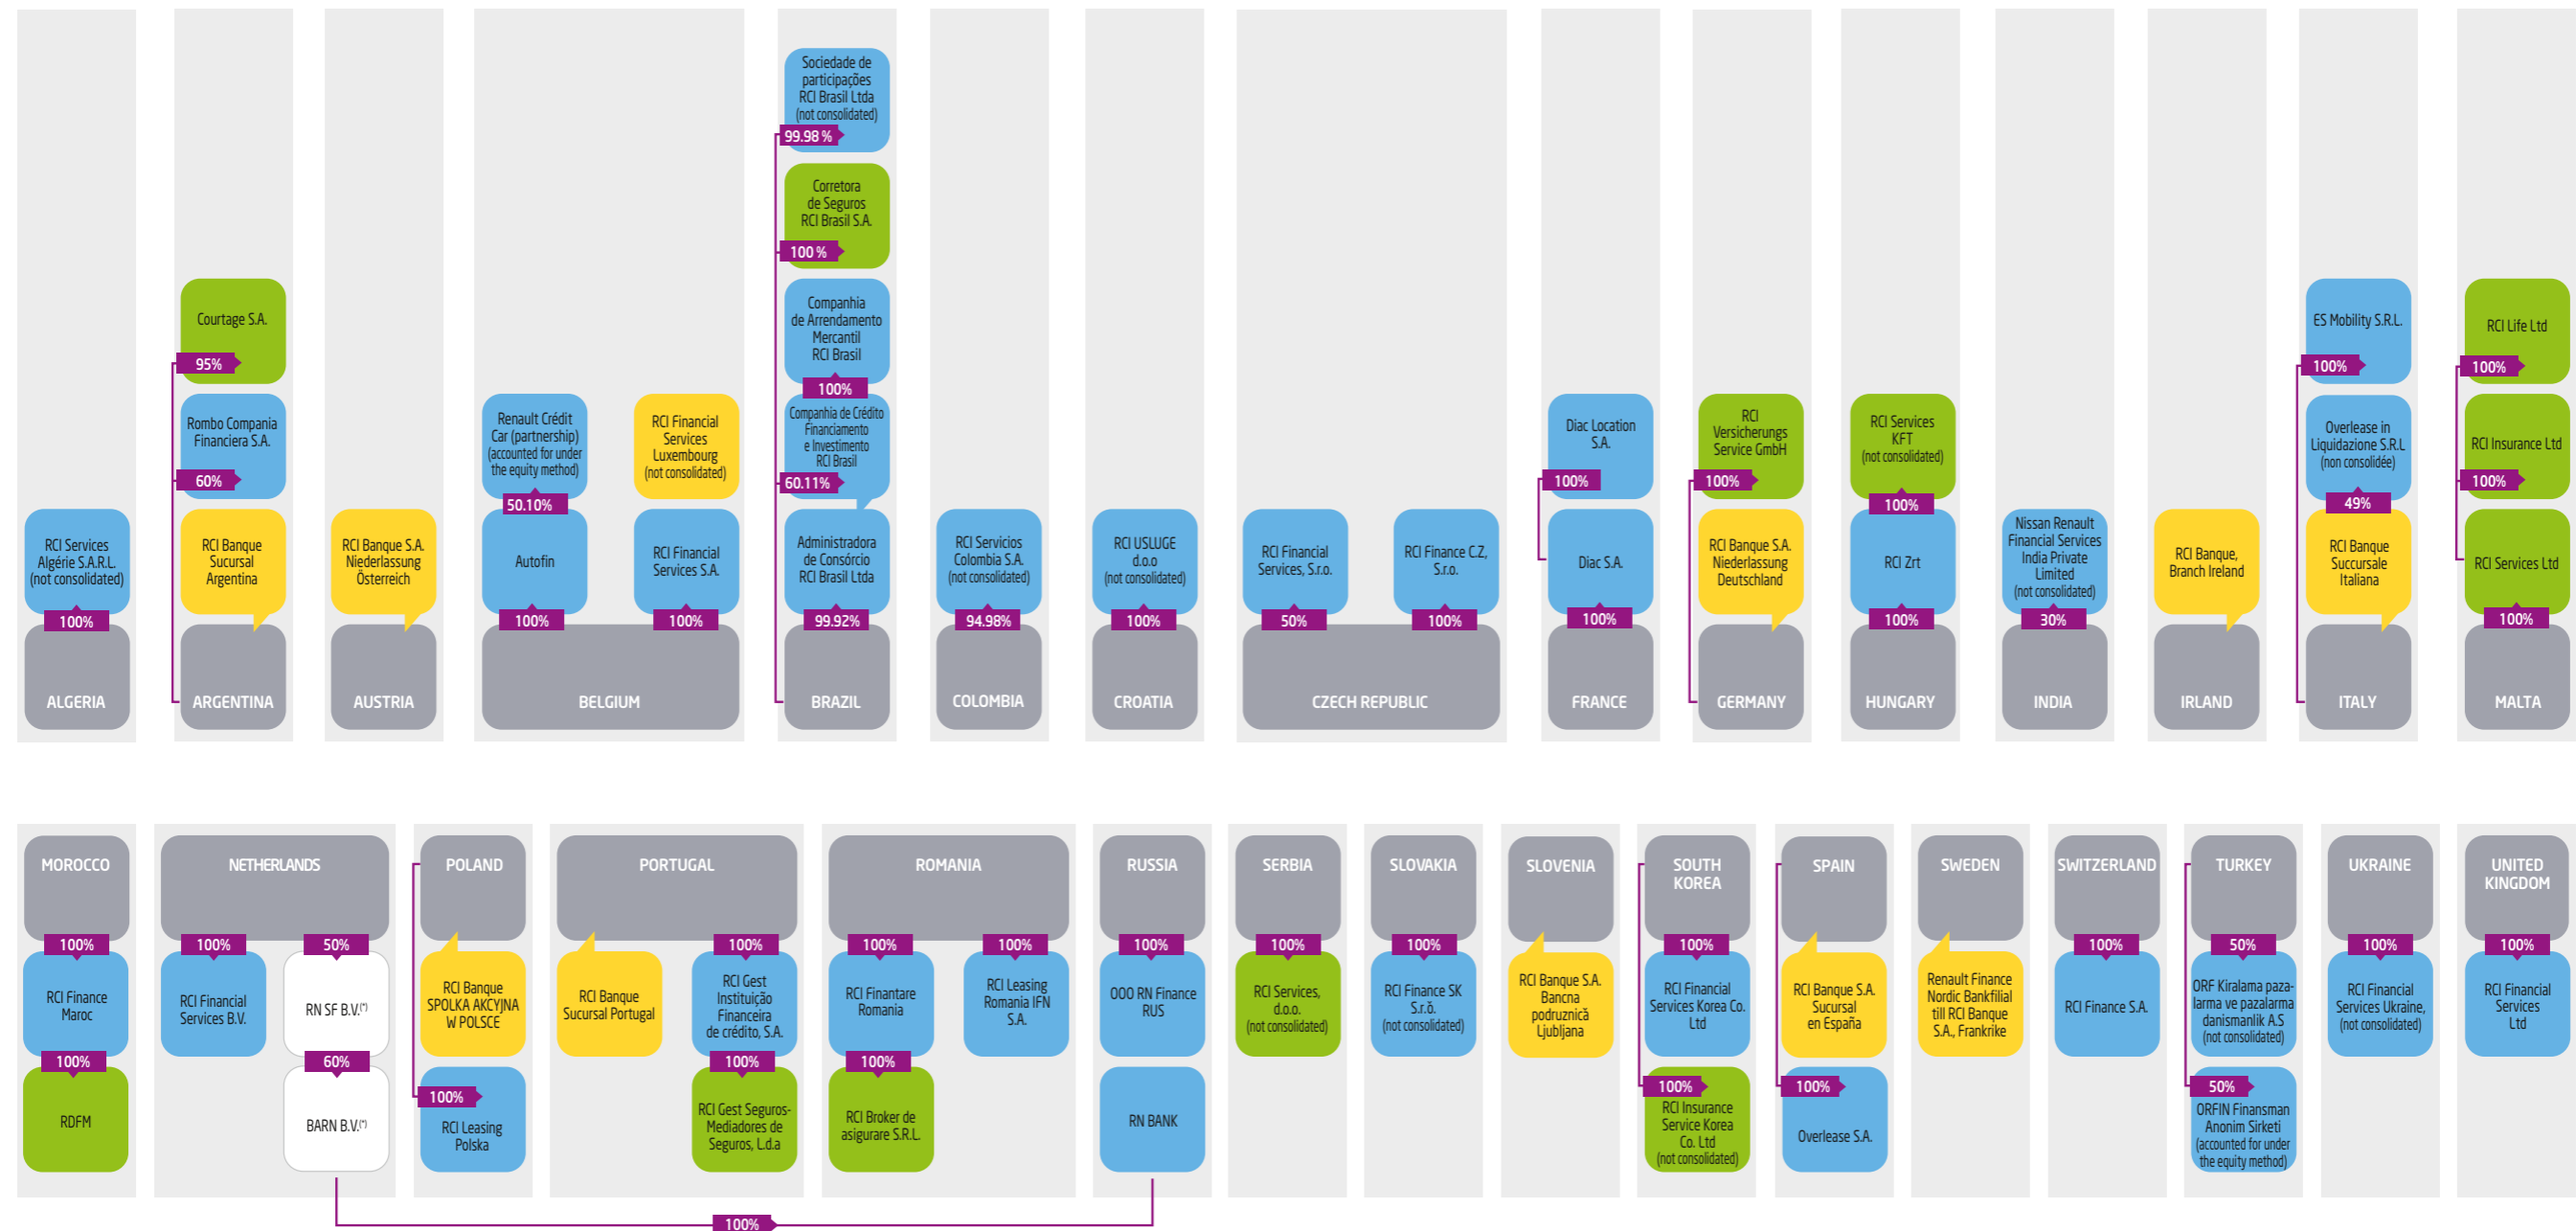 RCI Services
Algérie S.A.R.L.
(not consolidated)
100%
ALGERIA
Courtage S.A.
95%
Rombo Compania
Financiera S.A.
60%
RCI Banque
Sucursal
Argentina
ARGENTINA
RCI Banque S.A.
Niederlassung
Österreich
AUSTRIA
Renault Crédit
Car (partnership)
(accounted for under
the equity method)
50.10%
Autofin
100%
RCI Financial
Services
Luxembourg
(not consolidated)
RCI Financial
Services S.A.
100%
BELGIUM
Sociedade de
participações
RCI Brasil Ltda
(not consolidated)
99.98 %
Corretora
de Seguros
RCI Brasil S.A.
100 %
Companhia
de Arrendamento
Mercantil
RCI Brasil
100%
Companhia de Crédito
Financiamento
e Investimento
RCI Brasil
60.11%
Administradora
de Consórcio
RCI Brasil Ltda
99.92%
BRAZIL
RCI Servicios
Colombia S.A.
(not consolidated)
94.98%
COLOMBIA
RCI USLUGE
d.o.o
(not consolidated)
100%
CROATIA
RCI Financial
Services, S.r.o.
50%
RCI Finance C.Z,
S.r.o.
100%
CZECH REPUBLIC
Diac Location
S.A.
100%
Diac S.A.
100%
FRANCE
RCI
Versicherungs
Service GmbH
100%
RCI Banque S.A.
Niederlassung
Deutschland
GERMANY
RCI Services
KFT
(not consolidated)
100%
RCI Zrt
100%
HUNGARY
Nissan Renault
Financial Services
India Private
Limited
(not consolidated)
30%
INDIA
RCI Banque,
Branch Ireland
IRLAND
ES Mobility S.R.L.
100%
Overlease in
Liquidazione S.R.L
(non consolidée)
49%
RCI Banque
Succursale
Italiana
ITALY
RCI Life Ltd
100%
RCI Insurance Ltd
100%
RCI Services Ltd
100%
MALTA
MOROCCO
100%
RCI Finance
Maroc
100%
RDFM
NETHERLANDS
100%
RCI Financial
Services B.V.
50%
RN SF B.V.(*)
60%
BARN B.V.(*)
POLAND
RCI Banque
SPOLKA AKCYJNA
W POLSCE
100%
RCI Leasing
Polska
PORTUGAL
RCI Banque
Sucursal Portugal
100%
RCI Gest
Instituição
Financeira
de crédito, S.A.
100%
RCI Gest Seguros-
Mediadores de
Seguros, L.d.a
ROMANIA
100%
RCI Finantare
Romania
100%
RCI Broker de
asigurare S.R.L.
100%
RCI Leasing
Romania IFN
S.A.
RUSSIA
100%
OOO RN Finance
RUS
RN BANK
100%
SERBIA
100%
RCI Services,
d.o.o.
(not consolidated)
SLOVAKIA
100%
RCI Finance SK
S.r.ŏ.
(not consolidated)
SLOVENIA
RCI Banque S.A.
Bancna
podruznică
Ljubljana
SOUTH
KOREA
100%
RCI Financial
Services Korea Co.
Ltd
100%
RCI Insurance
Service Korea
Co. Ltd
(not consolidated)
SPAIN
RCI Banque S.A.
Sucursal
en España
100%
Overlease S.A.
SWEDEN
Renault Finance
Nordic Bankfilial
till RCI Banque
S.A., Frankrike
SWITZERLAND
100%
RCI Finance S.A.
TURKEY
50%
ORF Kiralama paza-
larma ve pazalarma
danismanlik A.S
(not consolidated)
50%
ORFIN Finansman
Anonim Sirketi
(accounted for under
the equity method)
UKRAINE
100%
RCI Financial
Services Ukraine,
(not consolidated)
UNITED
KINGDOM
100%
RCI Financial
Services
Ltd